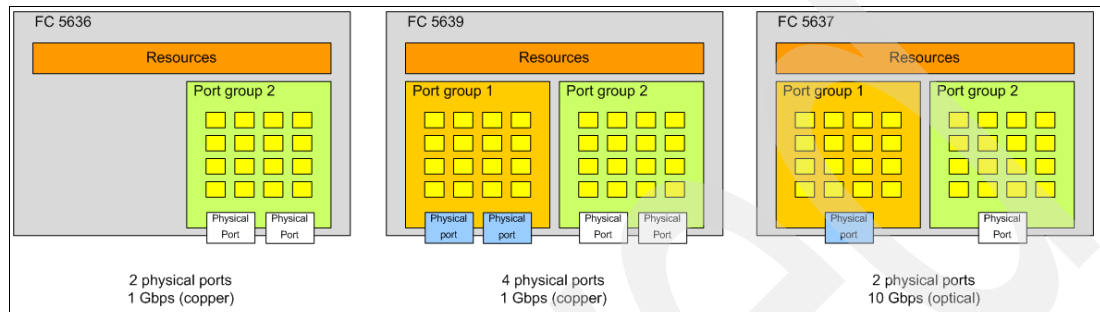 FC 5636
Resources
Port group 2
Physical
Port
Physical
Port
2 physical ports
1 Gbps (copper)
FC 5639
Resources
Port group 1
Port group 2
Physical
port
Physical
port
Physical
Port
Physical
Port
4 physical ports
1 Gbps (copper)
FC 5637
Resources
Port group 1
Port group 2
Physical
port
Physical
Port
2 physical ports
10 Gbps (optical)